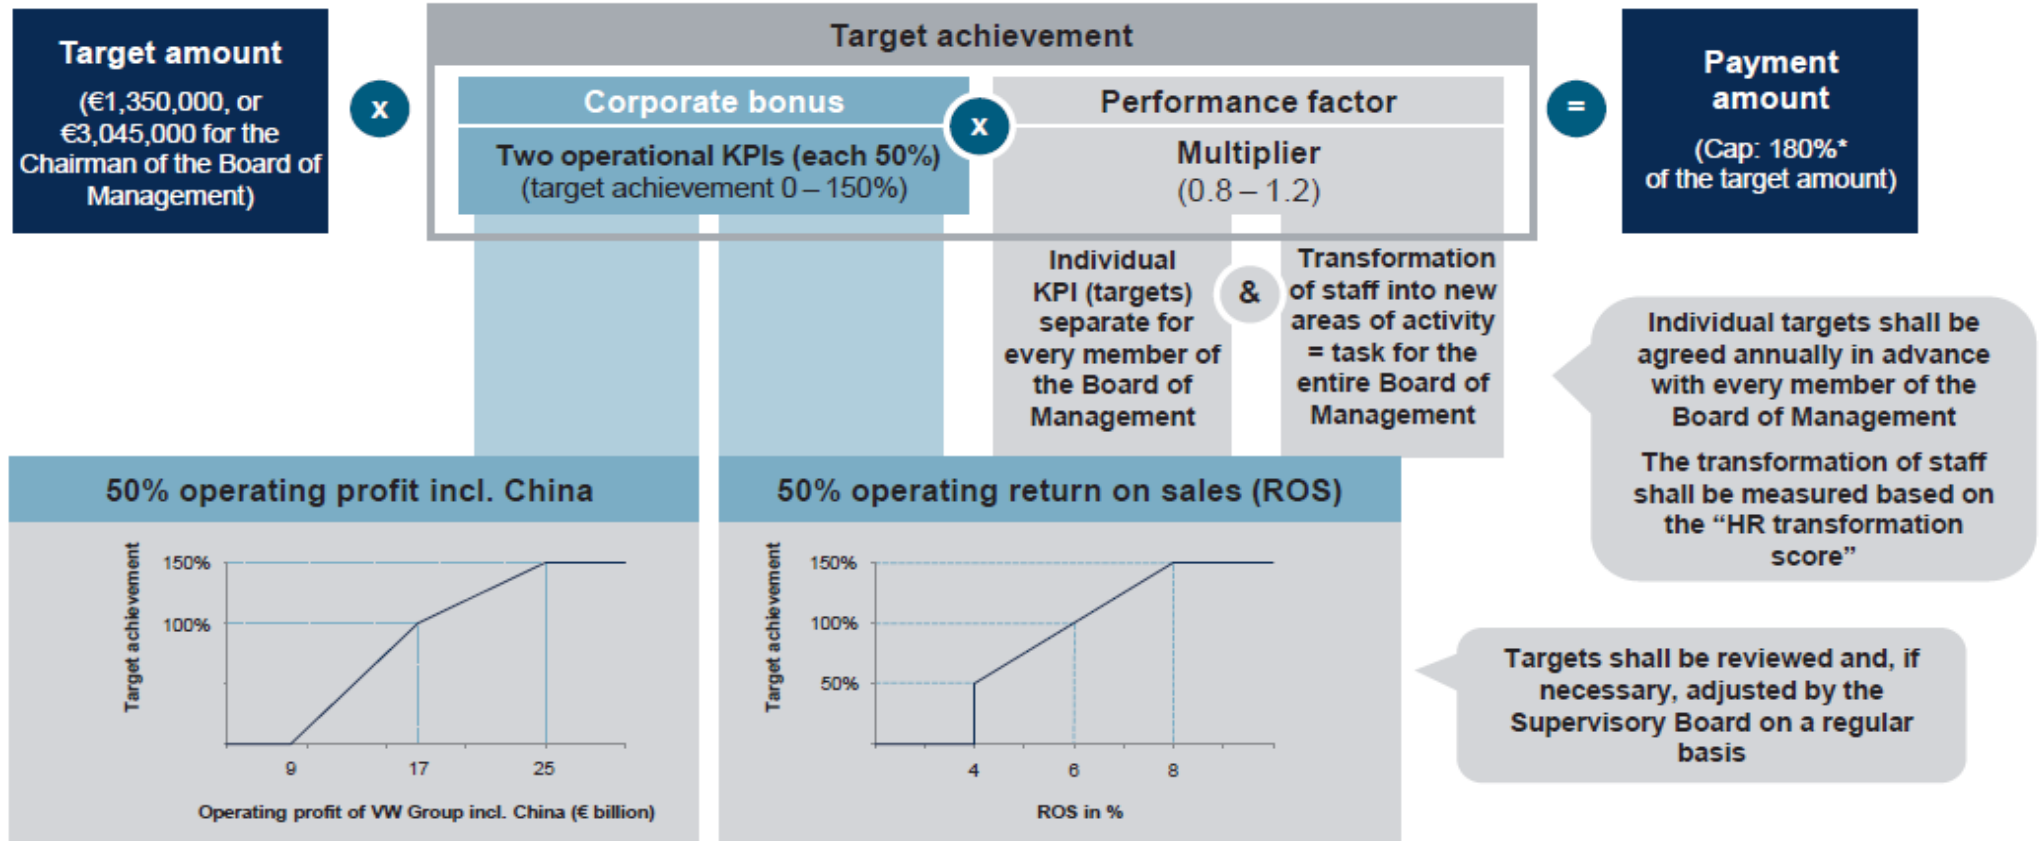 Target amount
(€1,350,000, or
€3,045,000 for the
Chairman of the Board of
Management)
x
Target achievement
Corporate bonus
Two operational KPIs (each 50%)
(target achievement 0 – 150%)
x
Performance factor
Multiplier
(0.8 – 1.2)
=
Payment
amount
(Cap: 180%*
of the target amount)
Individual
KPI (targets)
separate for
every member of
the Board of
Management
&
Transformation
of staff into new
areas of activity
= task for the
entire Board of
Management
Individual targets shall be
agreed annually in advance
with every member of the
Board of Management
The transformation of staff
shall be measured based on
the “HR transformation
score”
50% operating profit incl. China
Target achievement
150%
100%
9 17 25
Operating profit of VW Group incl. China (€ billion)
50% operating return on sales (ROS)
Target achievement
150%
100%
50%
4 6 8
ROS in %
Targets shall be reviewed and, if
necessary, adjusted by the
Supervisory Board on a regular
basis